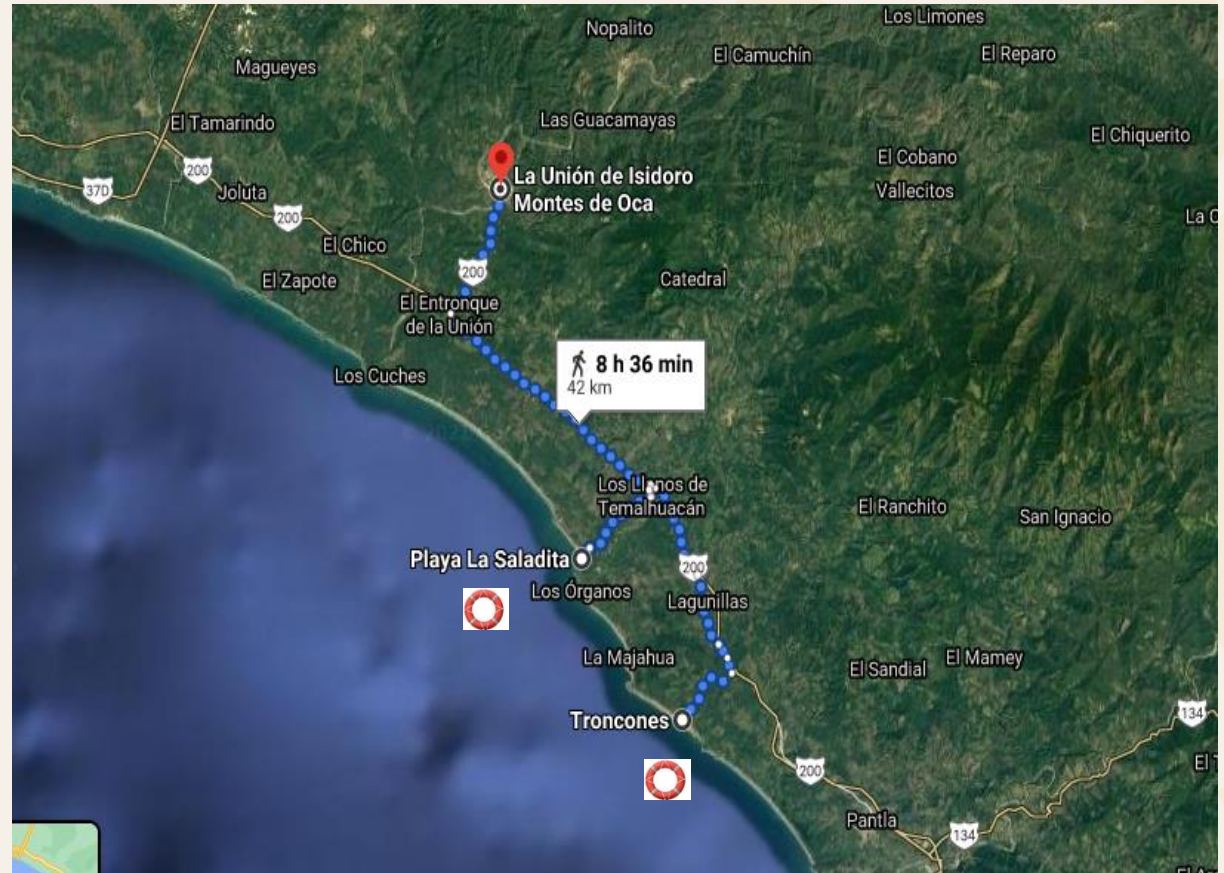 Los Limones
Nopalito
El Camuchín
El Reparo
Magueyes
El Tamarindo
Las Guacamayas
El Chiquerito
El Cobano
200
La Unión de Isidoro
Montes de Oca
37D
Joluta
Vallecitos
200
La
El Chico
200
Catedral
El Zapote
El Entronque
de la Unión
8 h 36 min
42 km
Los Cuches
Los Llanos de
Temalhuacán
El Ranchito
San Ignacio
Playa La Saladita
200
Los Órganos
Lagunillas
La Majahua
El Sandial
El Mamey
Troncones
134
El
200
Pantla
134